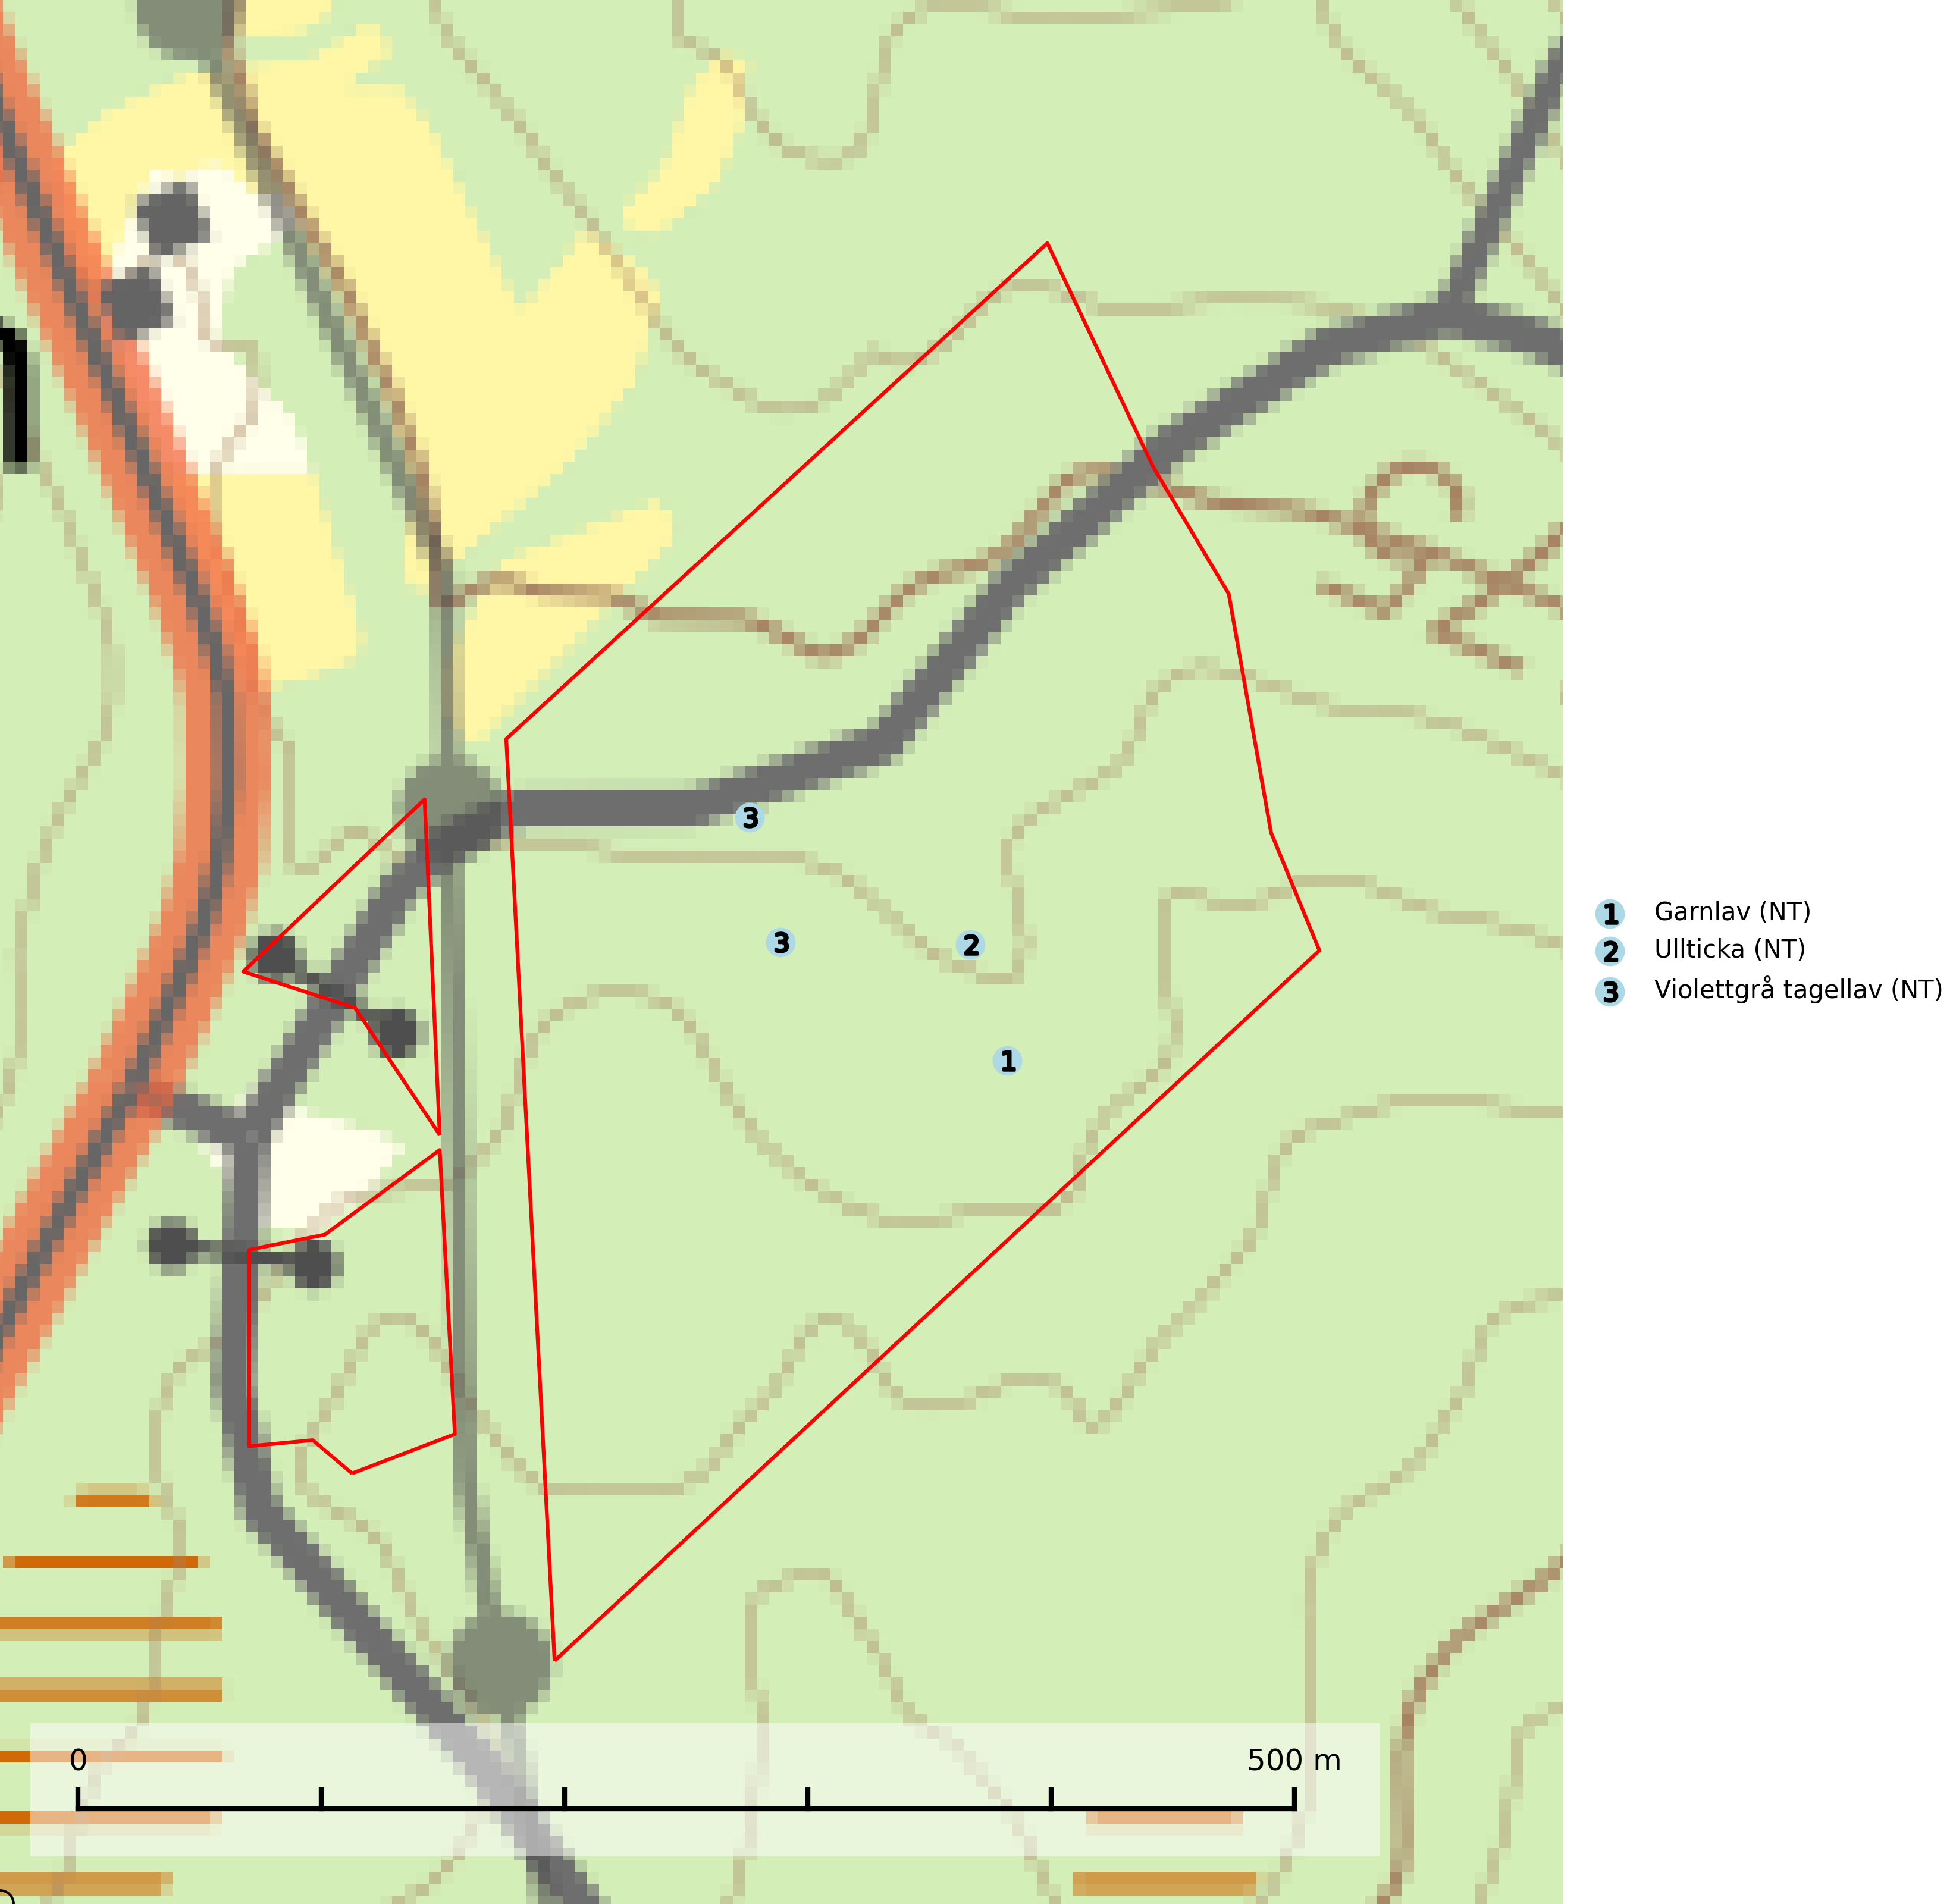 3
3
2
1
1 Garnlav (NT)
2 Ullticka (NT)
3 Violettgrå tagellav (NT)
0 500 m